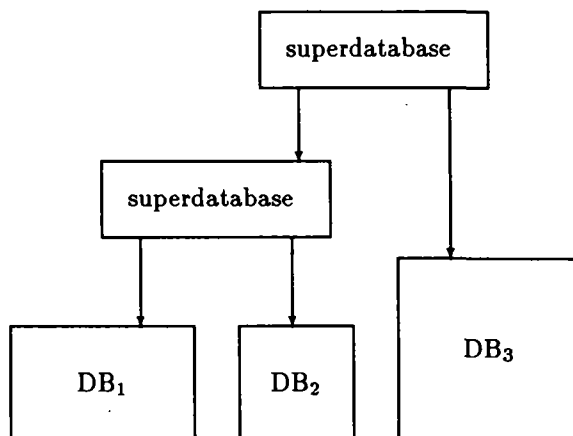 superdatabase
superdatabase
DB₁
DB₂
DB₃